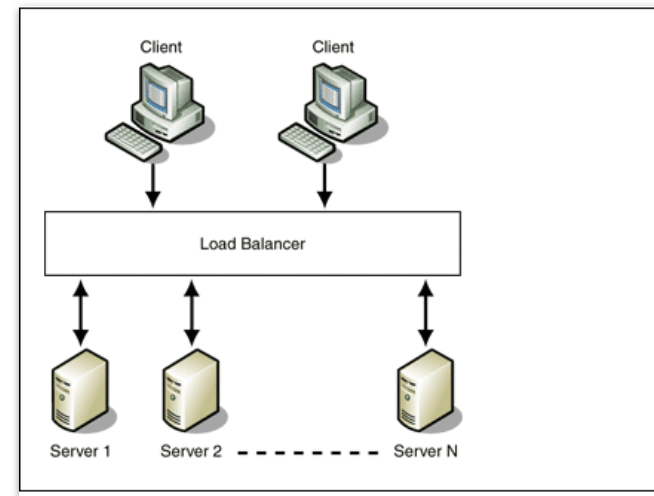 Client
Client
Load Balancer
Server 1
Server 2
Server N